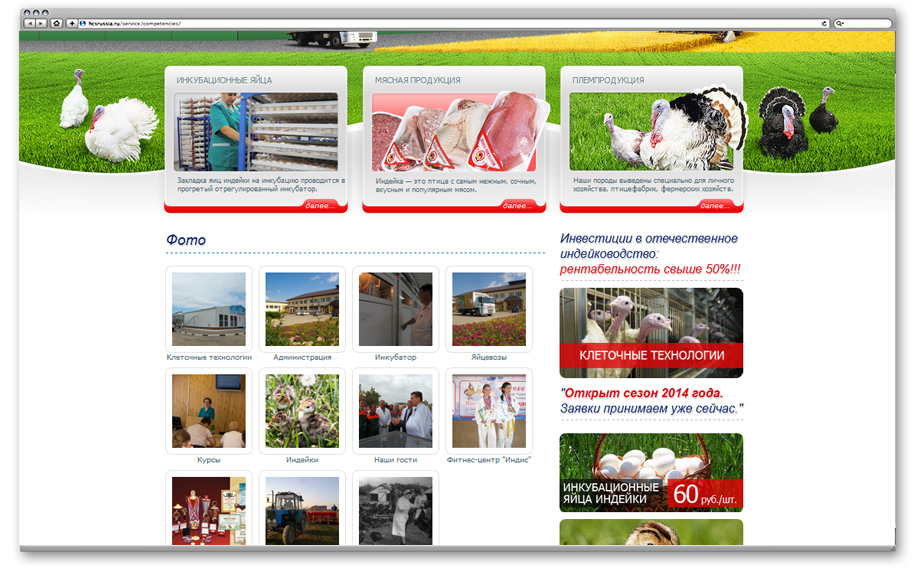 hcsrussia.ru/service/competencies/
ИНКУБАЦИОННЫЕ ЯЙЦА
Закладка яиц индейки на инкубацию проводится в
прогретый отрегулированный инкубатор.
далее...
МЯСНАЯ ПРОДУКЦИЯ
Индейка — это птица с самым нежным, сочным,
вкусным и популярным мясом.
далее...
ПЛЕМПРОДУКЦИЯ
Наши породы выведены специально для личного
хозяйства, птицефабрик, фермерских хозяйств.
далее...
Фото
Клеточные технологии
Администрация
Инкубатор
Яйцевозы
Курсы
Индейки
Наши гости
Фитнес-центр "Индис"
Инвестиции в отечественное
индейководство:
рентабельность свыше 50%!!!
КЛЕТОЧНЫЕ ТЕХНОЛОГИИ
"Открыт сезон 2014 года.
Заявки принимаем уже сейчас."
ИНКУБАЦИОННЫЕ
ЯЙЦА ИНДЕЙКИ
60 руб./шт.